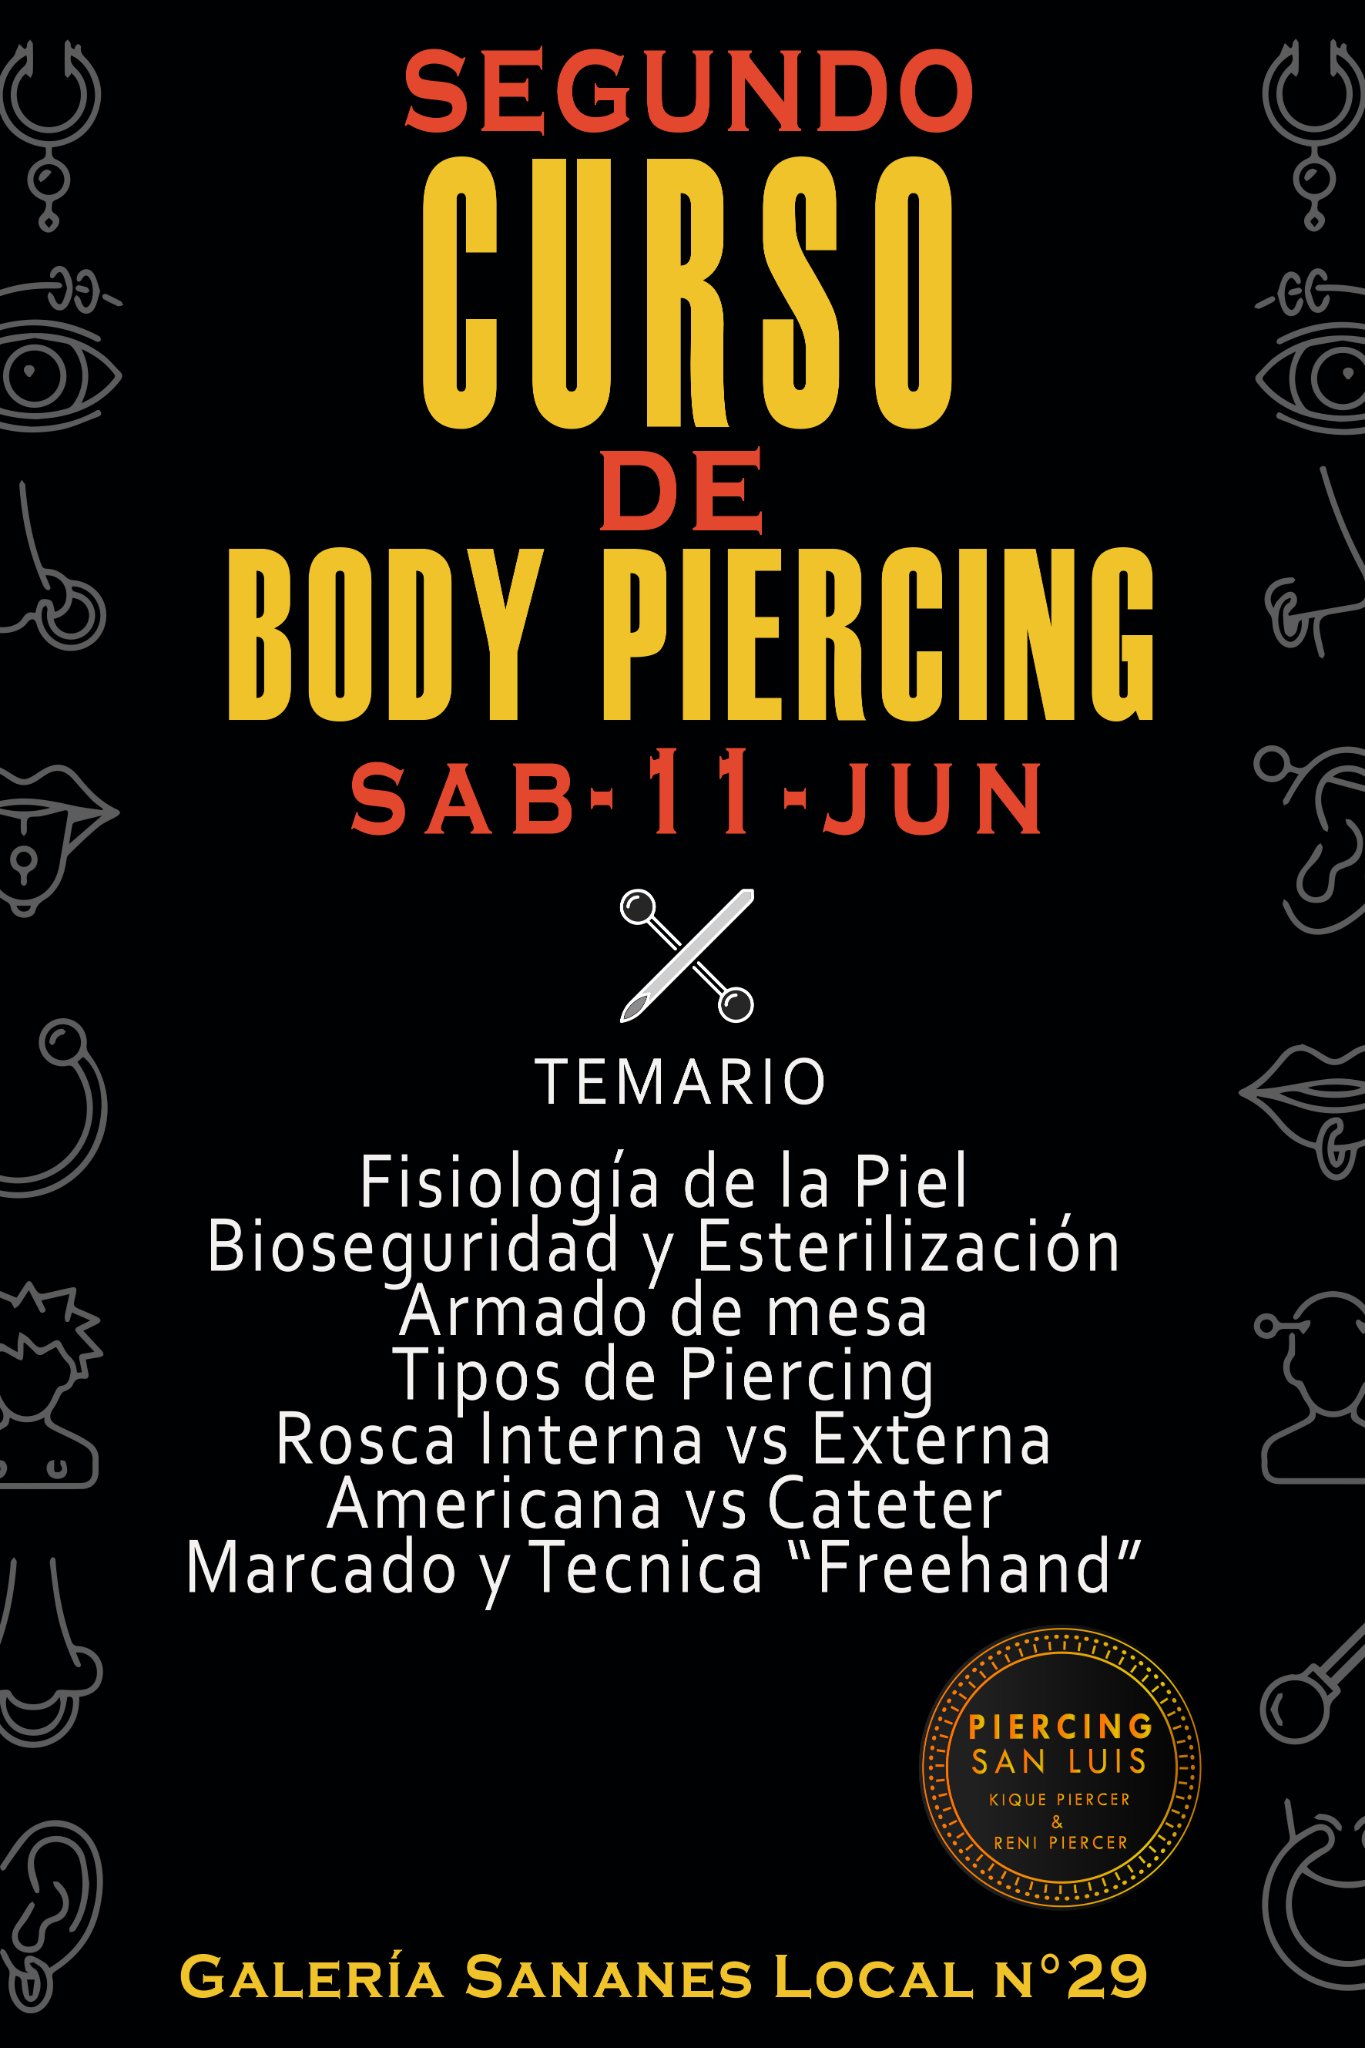 SEGUNDO
CURSO
DE
BODY PIERCING
SAB-11-JUN
TEMARIO
Fisiología de la Piel
Bioseguridad y Esterilización
Armado de mesa
Tipos de Piercing
Rosca Interna vs Externa
Americana vs Cateter
Marcado y Tecnica “Freehand”
PIERCING
SAN LUIS
KIQUE PIERCER
&
RENI PIERCER
GALERÍA SANANES LOCAL N°29